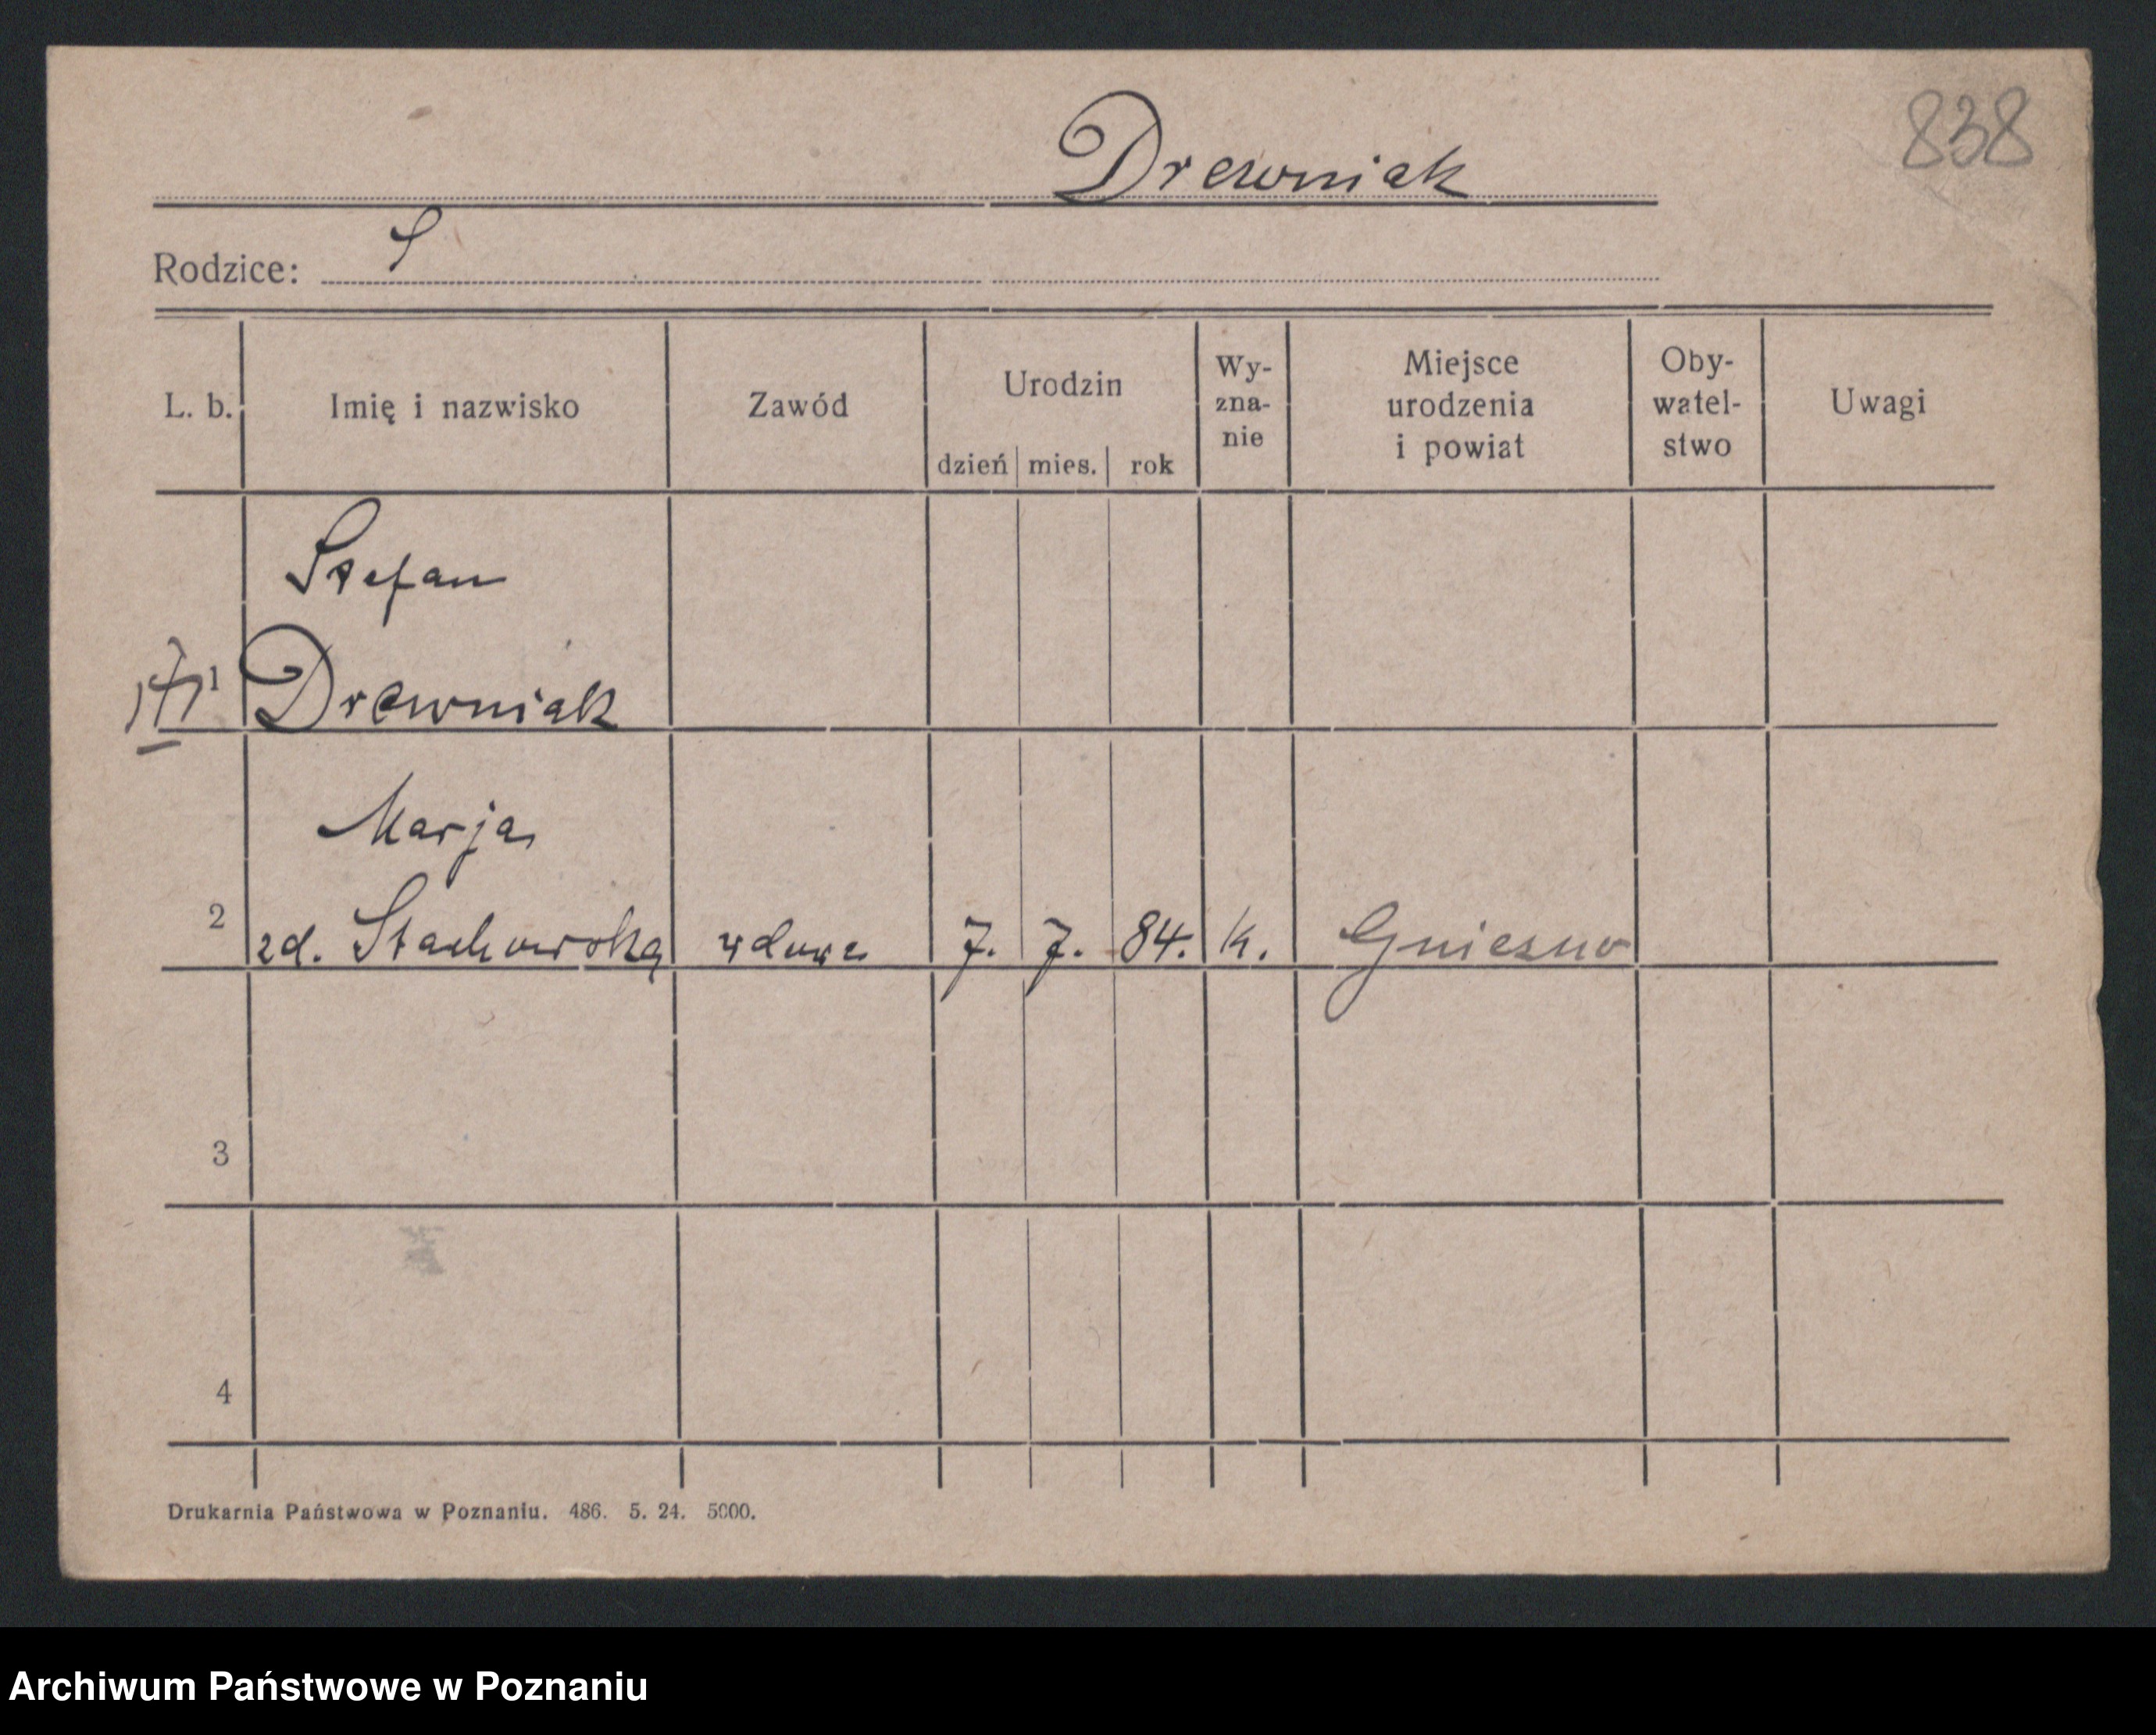 Drewniak
838
Rodzice:
L. b.
Imię i nazwisko
Zawód
Urodzin
dzień mies. rok
Wy-
zna-
nie
Miejsce
urodzenia
i powiat
Oby-
watel-
stwo
Uwagi
Stefan
1 Drewniak
Marja
2 zd. Stachowska wdowa 7. 7. 84. k. Gniezno
3
4
Drukarnia Państwowa w Poznaniu. 486. 5. 24. 5000.
Archiwum Państwowe w Poznaniu